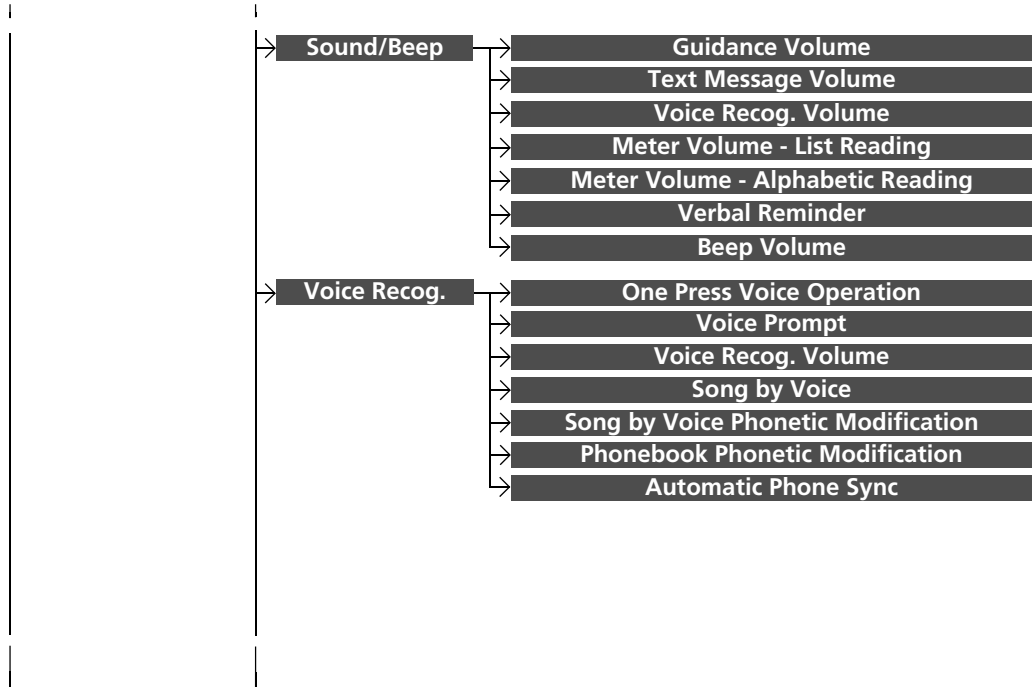 Sound/Beep
Guidance Volume
Text Message Volume
Voice Recog. Volume
Meter Volume - List Reading
Meter Volume - Alphabetic Reading
Verbal Reminder
Beep Volume
Voice Recog.
One Press Voice Operation
Voice Prompt
Voice Recog. Volume
Song by Voice
Song by Voice Phonetic Modification
Phonebook Phonetic Modification
Automatic Phone Sync